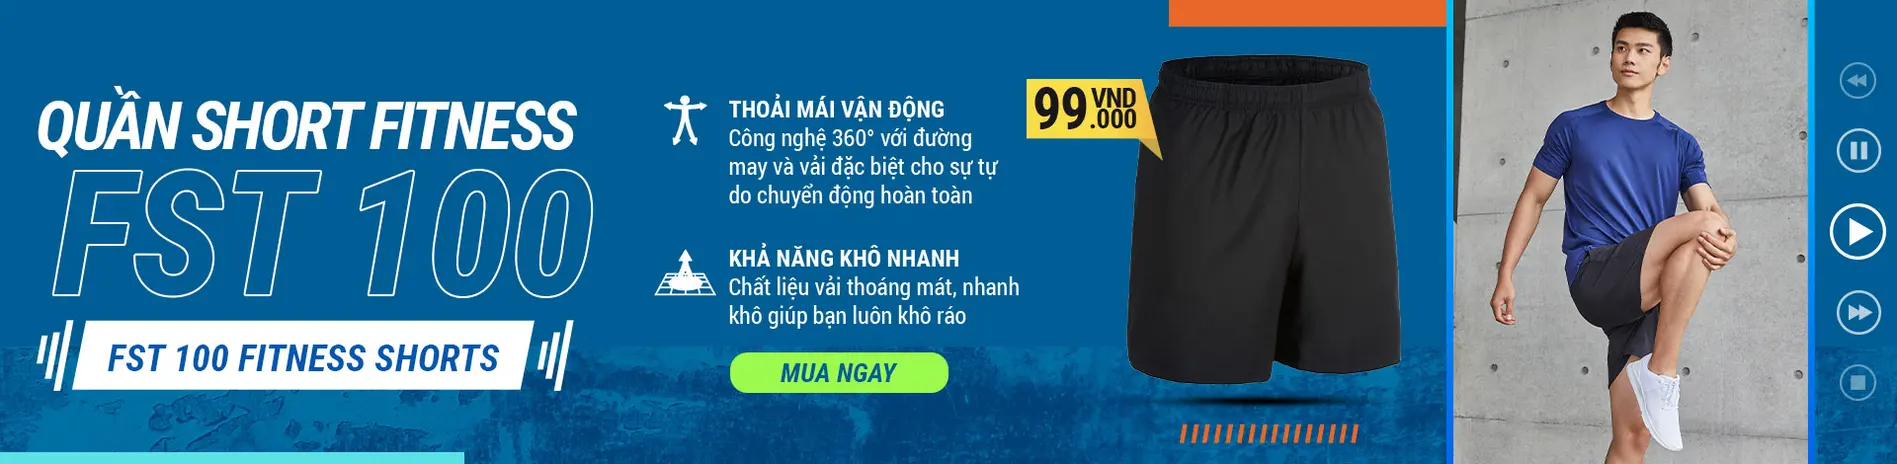 QUẦN SHORT FITNESS
FST 100
FST 100 FITNESS SHORTS
THOẢI MÁI VẬN ĐỘNG
Công nghệ 360° với đường
may và vải đặc biệt cho sự tự
do chuyển động hoàn toàn
KHẢ NĂNG KHÔ NHANH
Chất liệu vải thoáng mát, nhanh
khô giúp bạn luôn khô ráo
MUA NGAY
99.000 VND